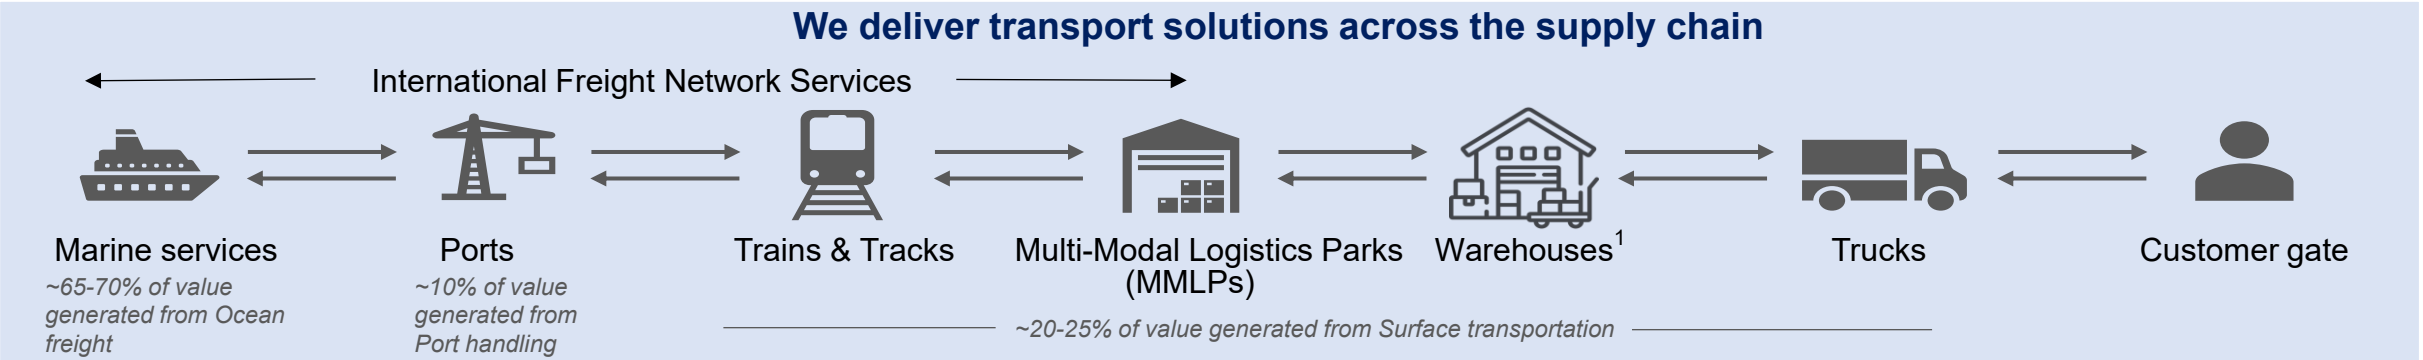 We deliver transport solutions across the supply chain
International Freight Network Services
Marine services
~65-70% of value
generated from Ocean
freight
Ports
~10% of value
generated from
Port handling
Trains & Tracks
Multi-Modal Logistics Parks
(MMLPs)
Warehouses¹
Trucks
Customer gate
~20-25% of value generated from Surface transportation